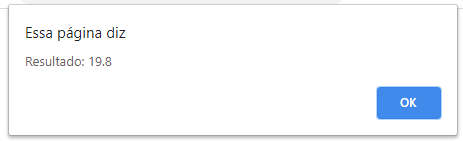 Essa página diz
Resultado: 19.8
OK